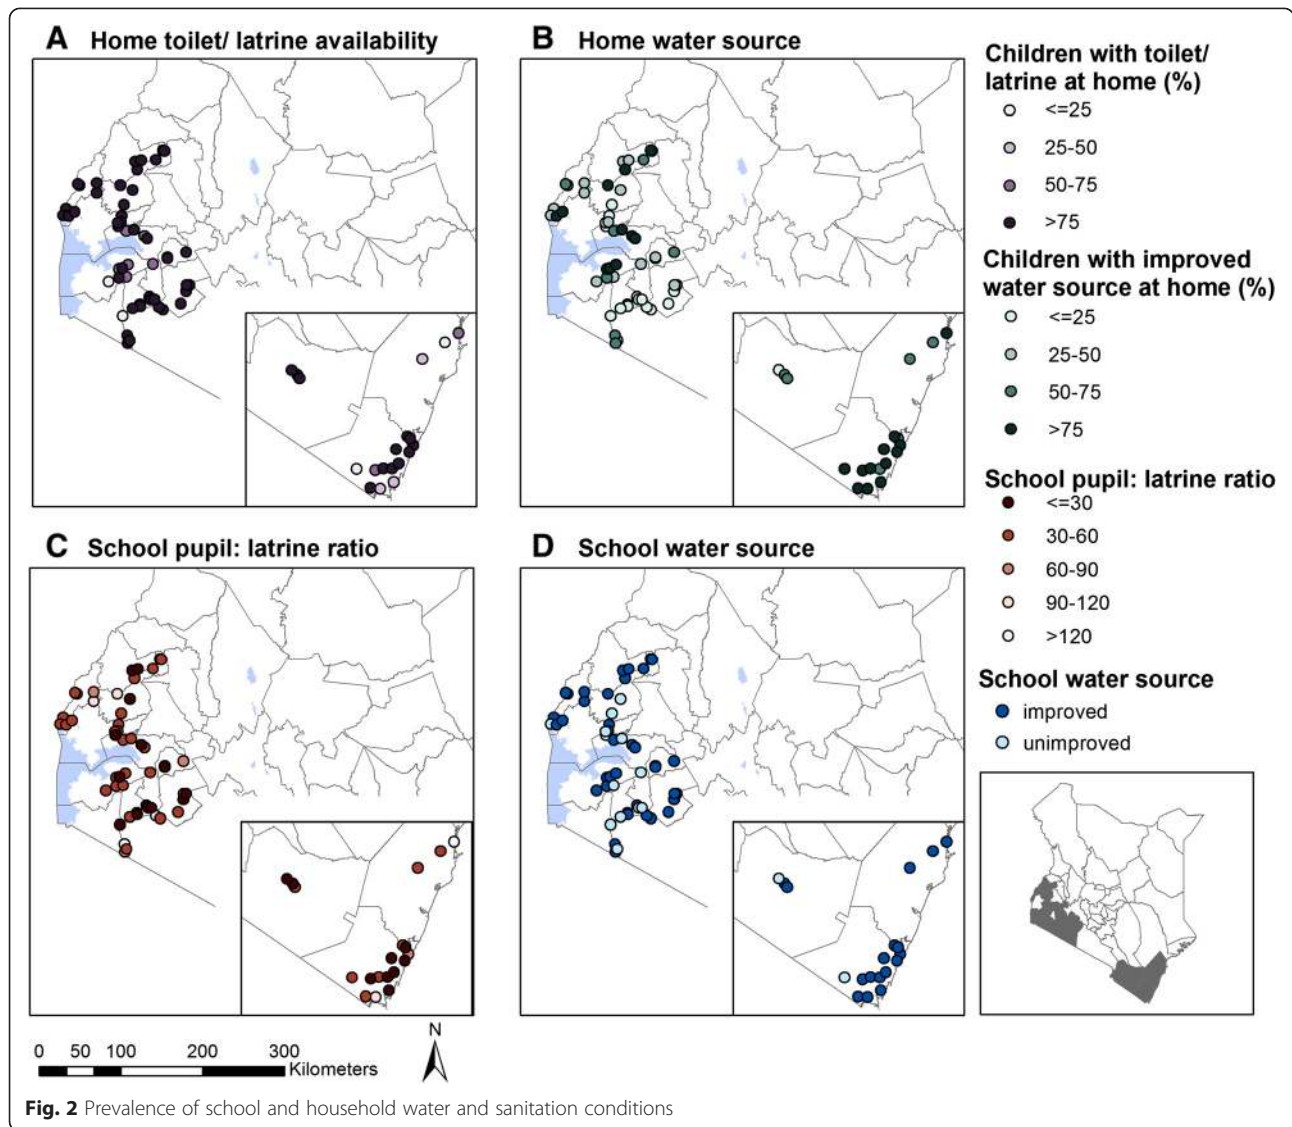 A Home toilet/ latrine availability
B Home water source
Children with toilet/
latrine at home (%)
<=25
25-50
50-75
>75
Children with improved
water source at home (%)
<=25
25-50
50-75
>75
C School pupil: latrine ratio
D School water source
School pupil: latrine ratio
<=30
30-60
60-90
90-120
>120
School water source
improved
unimproved
0 50 100 200 300
Kilometers
N
Fig. 2 Prevalence of school and household water and sanitation conditions